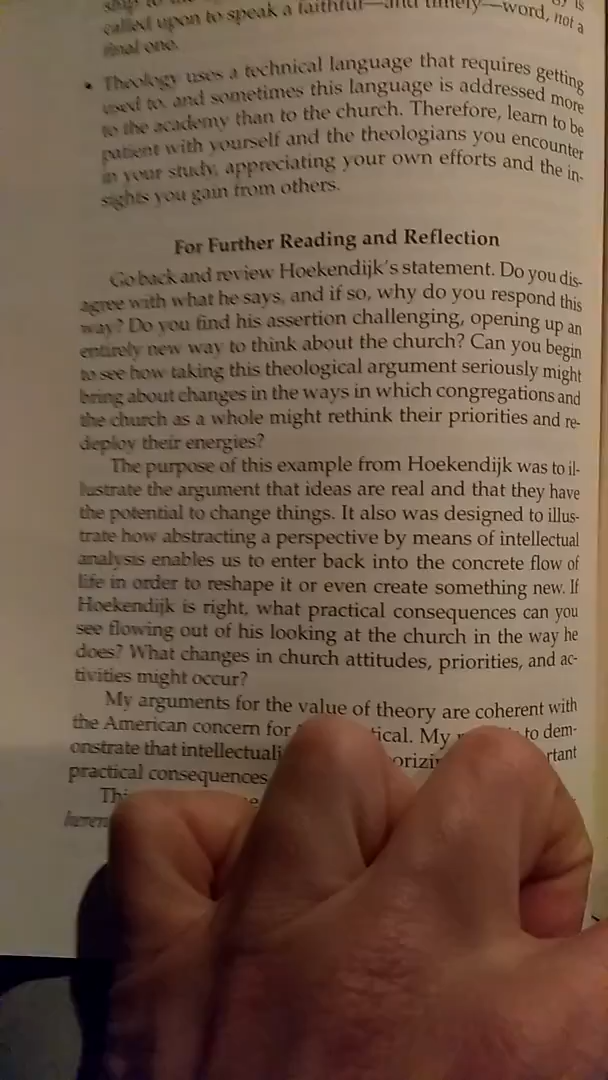 called upon to speak a faithful—and timely—word, not a
final one.
• Theology uses a technical language that requires getting
used to, and sometimes this language is addressed more
to the academy than to the church. Therefore, learn to be
patient with yourself and the theologians you encounter
in your study, appreciating your own efforts and the in-
sights you gain from others.
For Further Reading and Reflection
Go back and review Hoekendijk's statement. Do you dis-
agree with what he says, and if so, why do you respond this
way? Do you find his assertion challenging, opening up an
entirely new way to think about the church? Can you begin
to see how taking this theological argument seriously might
bring about changes in the ways in which congregations and
the church as a whole might rethink their priorities and re-
deploy their energies?
The purpose of this example from Hoekendijk was to il-
lustrate the argument that ideas are real and that they have
the potential to change things. It also was designed to illus-
trate how abstracting a perspective by means of intellectual
analysis enables us to enter back into the concrete flow of
life in order to reshape it or even create something new. If
Hoekendijk is right, what practical consequences can you
see flowing out of his looking at the church in the way he
does? What changes in church attitudes, priorities, and ac-
tivities might occur?
My arguments for the value of theory are coherent with
the American concern for My to dem-
onstrate that
practical consequences